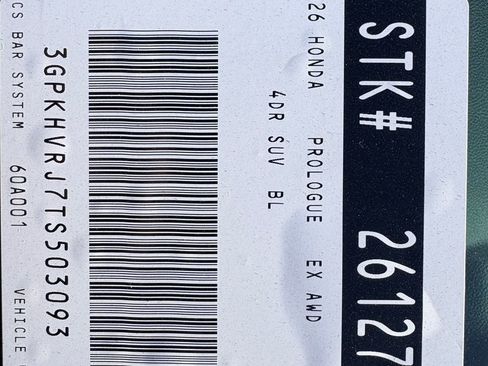 STK# 26127
26 HONDA PROLOGUE EX AWD
4DR SUV BL
3GPKHVRJ7TS503093
CS BAR SYSTEM 60A001 VEHICLE